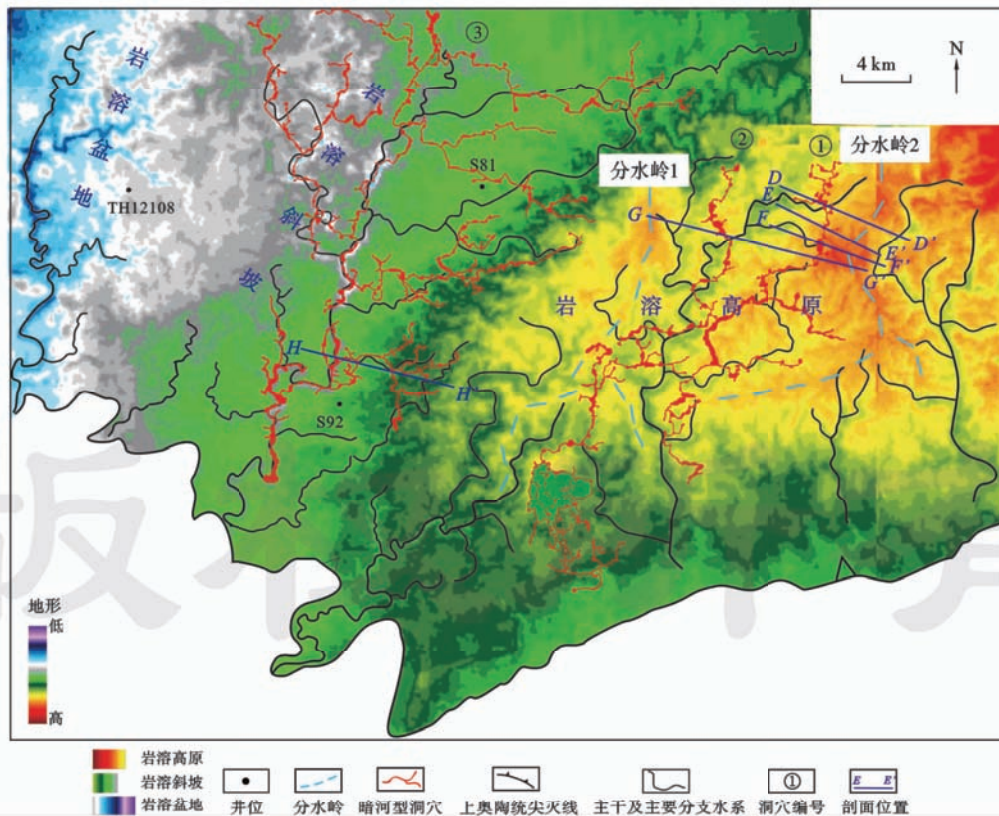 ③
N
4 km
岩溶盆地
岩溶斜坡
S81
TH12108
分水岭1
②
①
分水岭2
D
E
F
G
D'
E'
F'
G'
岩溶高原
H
H'
S92
地形
低
高
岩溶高原
岩溶斜坡
岩溶盆地
井位
分水岭
暗河型洞穴
上奥陶统尖灭线
主干及主要分支水系
①
洞穴编号
E E'
剖面位置